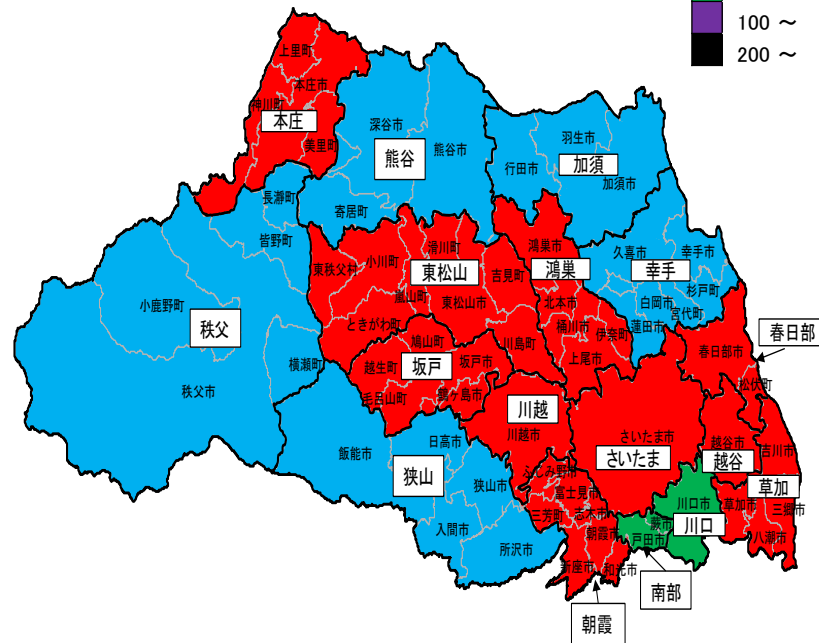 100 ～
200 ～
上里町
本庄市
神川町
本庄
美里町
深谷市
熊谷市
熊谷
寄居町
羽生市
行田市
加須
加須市
長瀞町
皆野町
小鹿野町
秩父
横瀬町
秩父市
東秩父村
小川町
滑川町
東松山
吉見町
嵐山町
東松山市
ときがわ町
川島町
鳩山町
越生町
坂戸
坂戸市
毛呂山町
鶴ヶ島市
鴻巣市
鴻巣
北本市
桶川市
伊奈町
上尾市
久喜市
幸手市
幸手
白岡市
杉戸町
宮代町
蓮田市
春日部市
春日部
松伏町
川越
川越市
さいたま市
さいたま
越谷市
越谷
吉川市
草加
草加市
三郷市
八潮市
飯能市
日高市
狭山
狭山市
入間市
所沢市
ふじみ野市
富士見市
三芳町
志木市
朝霞市
新座市
和光市
川口市
川口
蕨市
戸田市
南部
朝霞